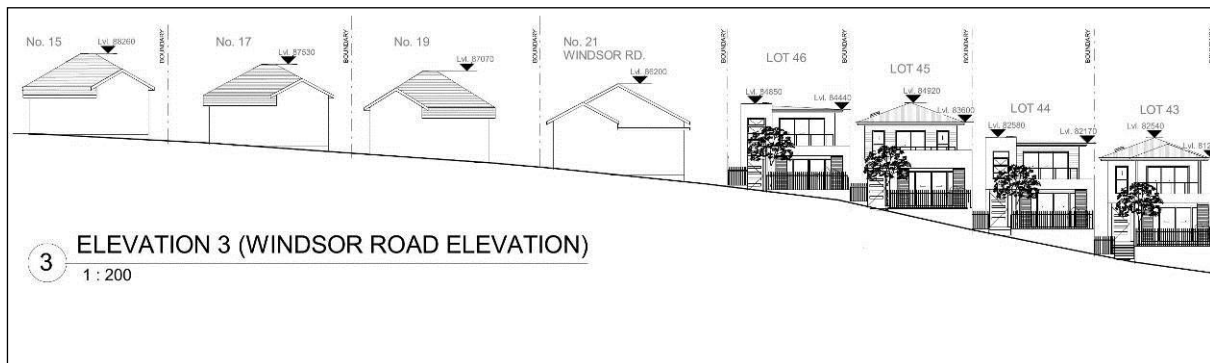 No. 15
Lvl. 88260
BOUNDARY
No. 17
Lvl. 87530
BOUNDARY
No. 19
Lvl. 87070
BOUNDARY
No. 21
WINDSOR RD.
Lvl. 86200
BOUNDARY
LOT 46
Lvl. 84850
Lvl. 84440
BOUNDARY
LOT 45
Lvl. 84920
Lvl. 83600
BOUNDARY
LOT 44
Lvl. 82580
Lvl. 82170
BOUNDARY
LOT 43
Lvl. 82540
BOUNDARY
3
ELEVATION 3 (WINDSOR ROAD ELEVATION)
1 : 200